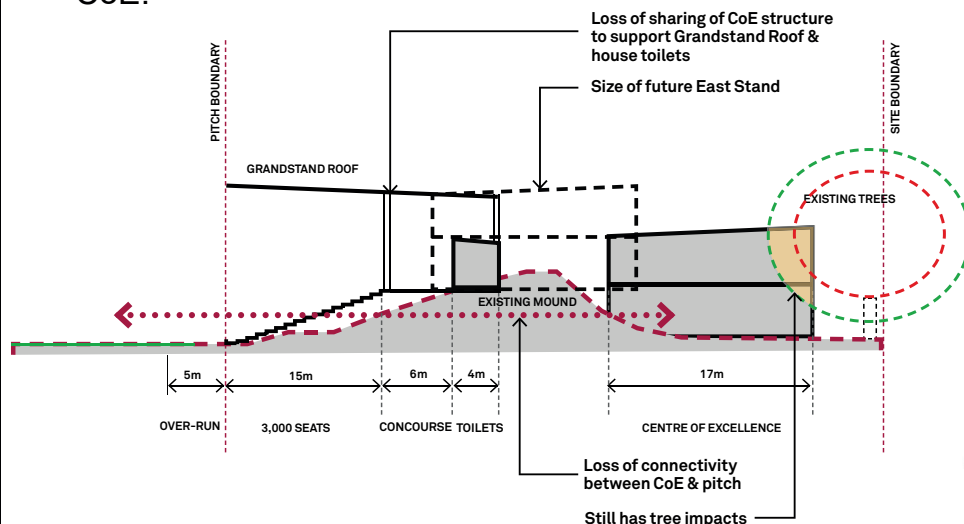 CoE.
Loss of sharing of CoE structure
to support Grandstand Roof &
house toilets
Size of future East Stand
PITCH BOUNDARY
SITE BOUNDARY
GRANDSTAND ROOF
EXISTING TREES
EXISTING MOUND
5m
15m
6m
4m
17m
OVER-RUN
3,000 SEATS
CONCOURSE
TOILETS
CENTRE OF EXCELLENCE
Loss of connectivity
between CoE & pitch
Still has tree impacts